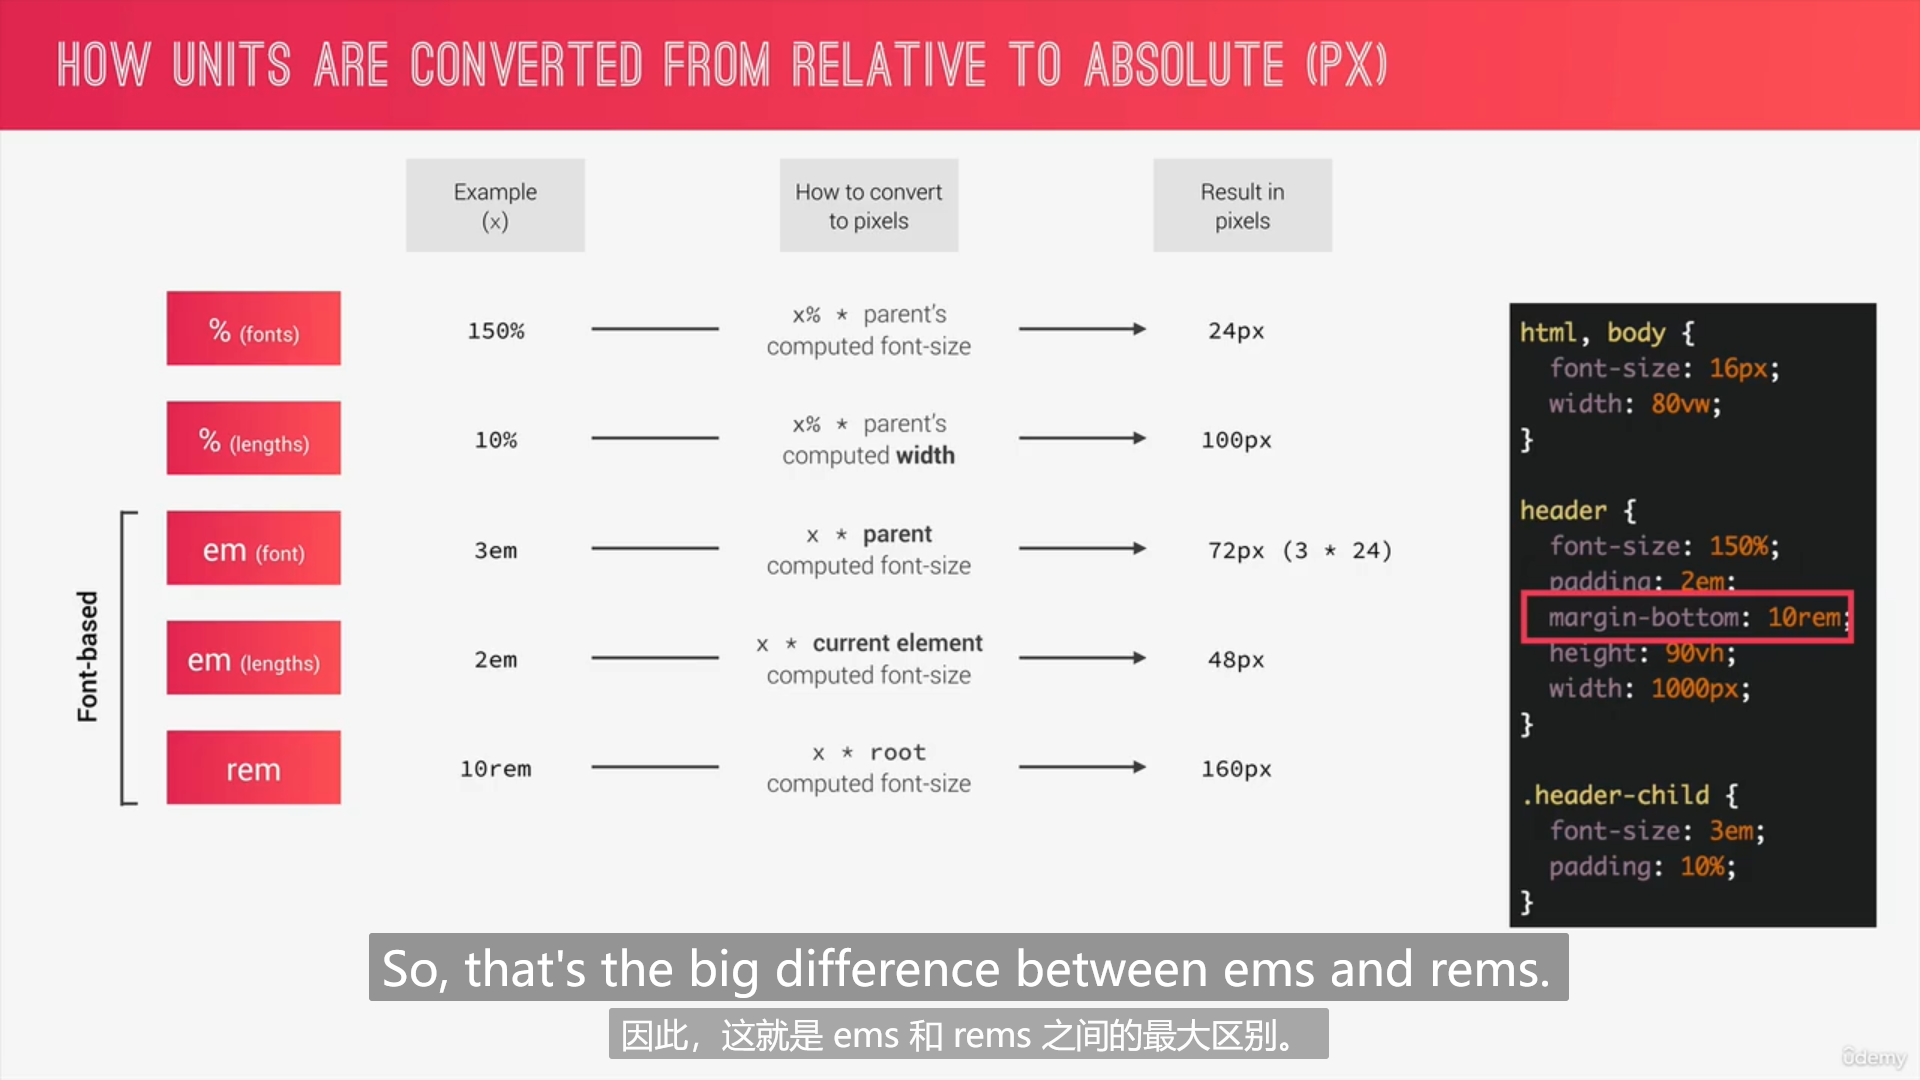 HOW UNITS ARE CONVERTED FROM RELATIVE TO ABSOLUTE (PX)
Example
(x)
How to convert
to pixels
Result in
pixels
% (fonts)
150%
x% * parent's
computed font-size
24px
% (lengths)
10%
x% * parent's
computed width
100px
Font-based
em (font)
3em
x * parent
computed font-size
72px (3 * 24)
em (lengths)
2em
x * current element
computed font-size
48px
rem
10rem
x * root
computed font-size
160px
html, body {
font-size: 16px;
width: 80vw;
}
header {
font-size: 150%;
padding: 2em;
margin-bottom: 10rem;
height: 90vh;
width: 1000px;
}
.header-child {
font-size: 3em;
padding: 10%;
}
So, that's the big difference between ems and rems.
因此，这就是 ems 和 rems 之间的最大区别。
ûdemy